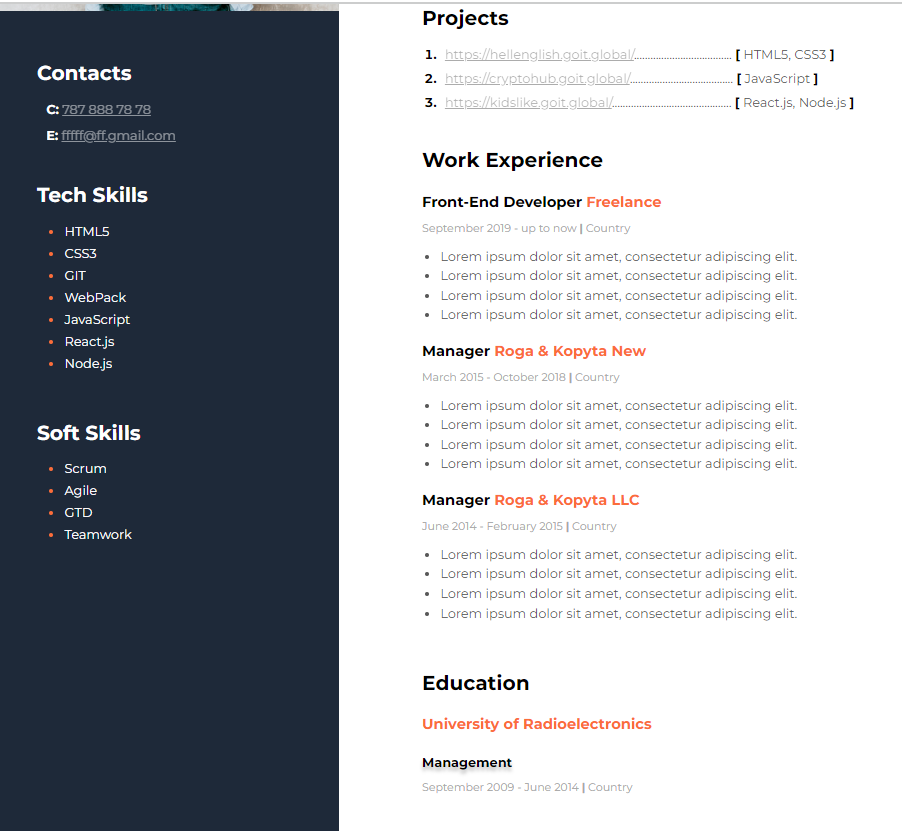 Contacts
C: 787 888 78 78
E: fffff@ff.gmail.com
Tech Skills
• HTML5
• CSS3
• GIT
• WebPack
• JavaScript
• React.js
• Node.js
Soft Skills
• Scrum
• Agile
• GTD
• Teamwork
Projects
1. https://hellenglish.goit.global/.................................... [ HTML5, CSS3 ]
2. https://cryptohub.goit.global/...................................... [ JavaScript ]
3. https://kidslike.goit.global/............................................ [ React.js, Node.js ]
Work Experience
Front-End Developer Freelance
September 2019 - up to now | Country
• Lorem ipsum dolor sit amet, consectetur adipiscing elit.
• Lorem ipsum dolor sit amet, consectetur adipiscing elit.
• Lorem ipsum dolor sit amet, consectetur adipiscing elit.
• Lorem ipsum dolor sit amet, consectetur adipiscing elit.
Manager Roga & Kopyta New
March 2015 - October 2018 | Country
• Lorem ipsum dolor sit amet, consectetur adipiscing elit.
• Lorem ipsum dolor sit amet, consectetur adipiscing elit.
• Lorem ipsum dolor sit amet, consectetur adipiscing elit.
• Lorem ipsum dolor sit amet, consectetur adipiscing elit.
Manager Roga & Kopyta LLC
June 2014 - February 2015 | Country
• Lorem ipsum dolor sit amet, consectetur adipiscing elit.
• Lorem ipsum dolor sit amet, consectetur adipiscing elit.
• Lorem ipsum dolor sit amet, consectetur adipiscing elit.
• Lorem ipsum dolor sit amet, consectetur adipiscing elit.
Education
University of Radioelectronics
Management
September 2009 - June 2014 | Country